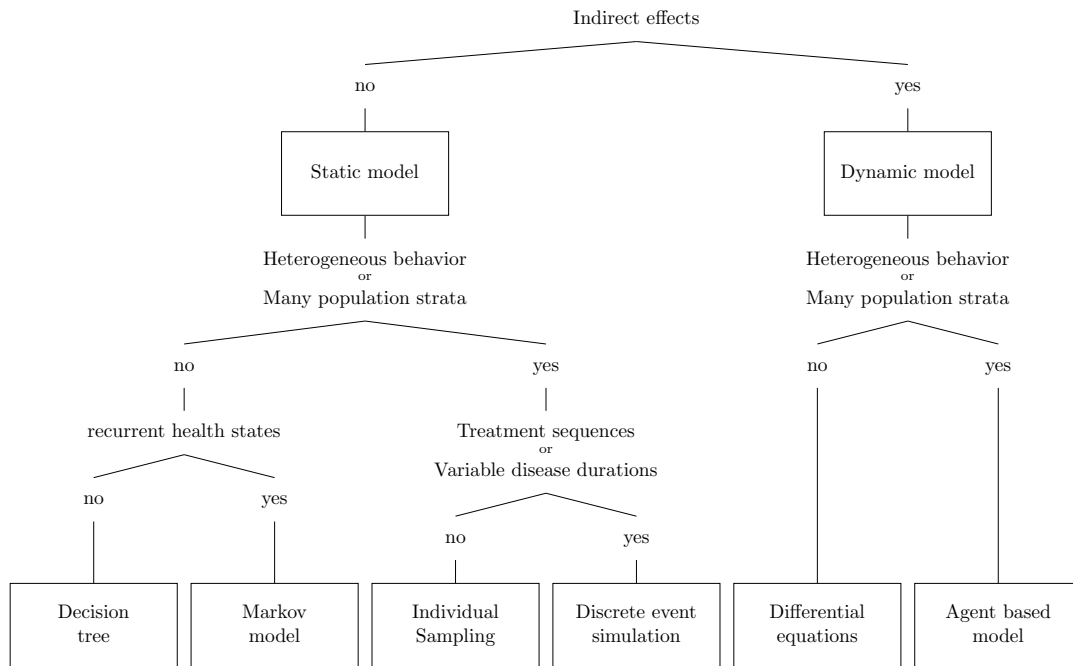 Indirect effects
no
yes
Static model
Dynamic model
Heterogeneous behavior
or
Many population strata
Heterogeneous behavior
or
Many population strata
no
yes
no
yes
recurrent health states
Treatment sequences
or
Variable disease durations
no
yes
no
yes
Decision
tree
Markov
model
Individual
Sampling
Discrete event
simulation
Differential
equations
Agent based
model